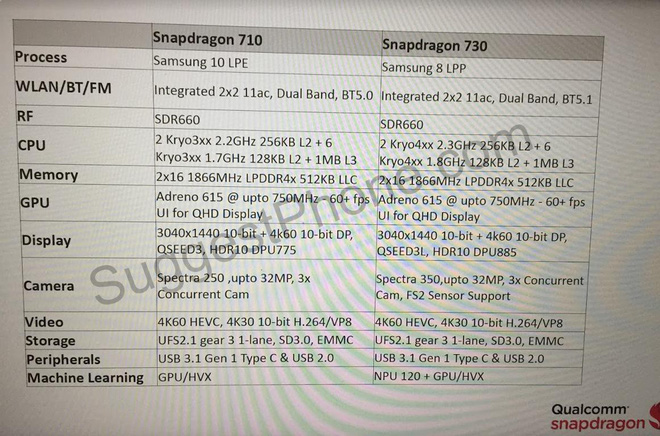 Snapdragon 710 Snapdragon 730
Process Samsung 10 LPE Samsung 8 LPP
WLAN/BT/FM Integrated 2x2 11ac, Dual Band, BT5.0 Integrated 2x2 11ac, Dual Band, BT5.1
RF SDR660 SDR660
CPU 2 Kryo3xx 2.2GHz 256KB L2 + 6 2 Kryo4xx 2.3GHz 256KB L2 + 6
Kryo3xx 1.7GHz 128KB L2 + 1MB L3 Kryo4xx 1.8GHz 128KB L2 + 1MB L3
Memory 2x16 1866MHz LPDDR4x 512KB LLC 2x16 1866MHz LPDDR4x 512KB LLC
GPU Adreno 615 @ upto 750MHz - 60+ fps Adreno 615 @ upto 750MHz - 60+ fps
UI for QHD Display UI for QHD Display
Display 3040x1440 10-bit + 4k60 10-bit DP, 3040x1440 10-bit + 4k60 10-bit DP,
QSEED3, HDR10 DPU775 QSEED3L, HDR10 DPU885
Camera Spectra 250 ,upto 32MP, 3x Spectra 350,upto 32MP, 3x Concurrent
Concurrent Cam Cam, FS2 Sensor Support
Video 4K60 HEVC, 4K30 10-bit H.264/VP8 4K60 HEVC, 4K30 10-bit H.264/VP8
Storage UFS2.1 gear 3 1-lane, SD3.0, EMMC UFS2.1 gear 3 1-lane, SD3.0, EMMC
Peripherals USB 3.1 Gen 1 Type C & USB 2.0 USB 3.1 Gen 1 Type C & USB 2.0
Machine Learning GPU/HVX NPU 120 + GPU/HVX
SuggestPhone.com
Qualcomm
snapdragon